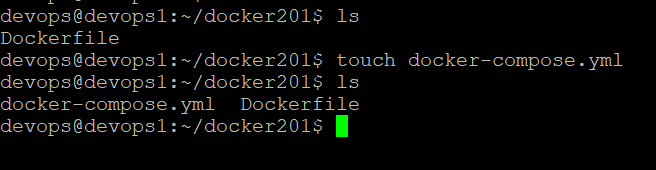 devops@devops1:~/docker201$ ls
Dockerfile
devops@devops1:~/docker201$ touch docker-compose.yml
devops@devops1:~/docker201$ ls
docker-compose.yml  Dockerfile
devops@devops1:~/docker201$